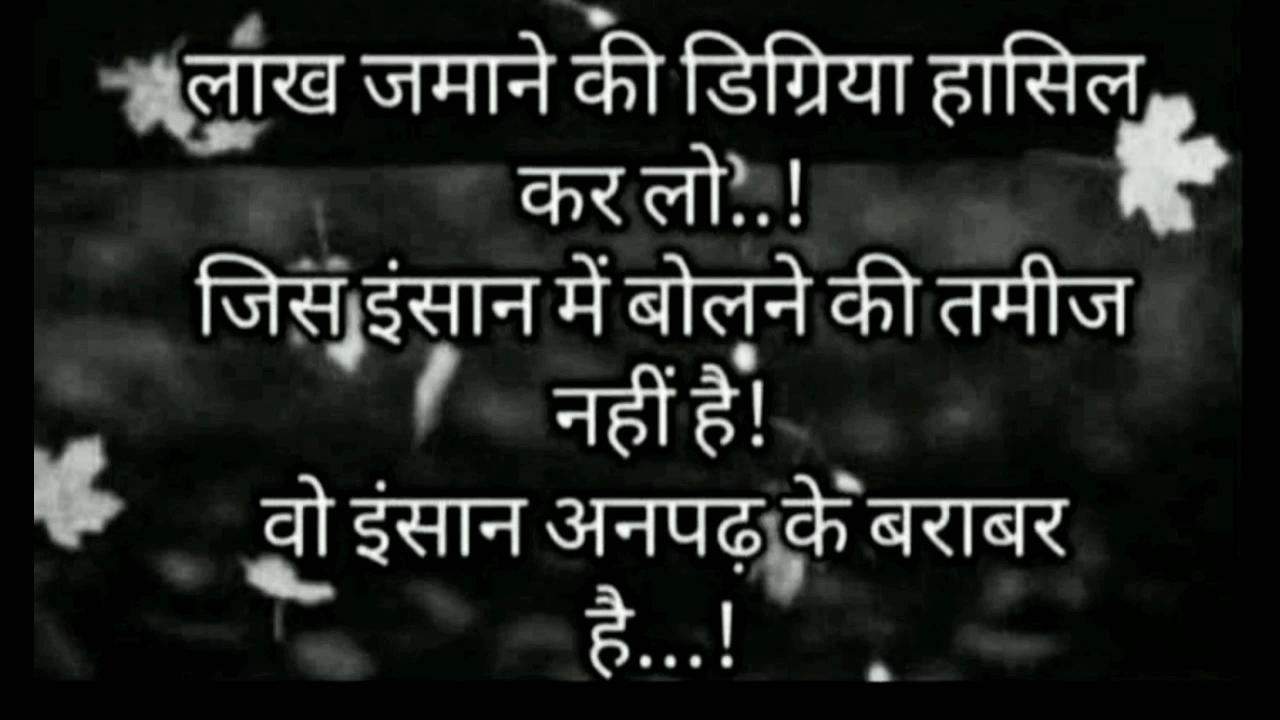 लाख जमाने की डिग्रिया हासिल
कर लो..!
जिस इंसान में बोलने की तमीज
नहीं है!
वो इंसान अनपढ़ के बराबर
है...!